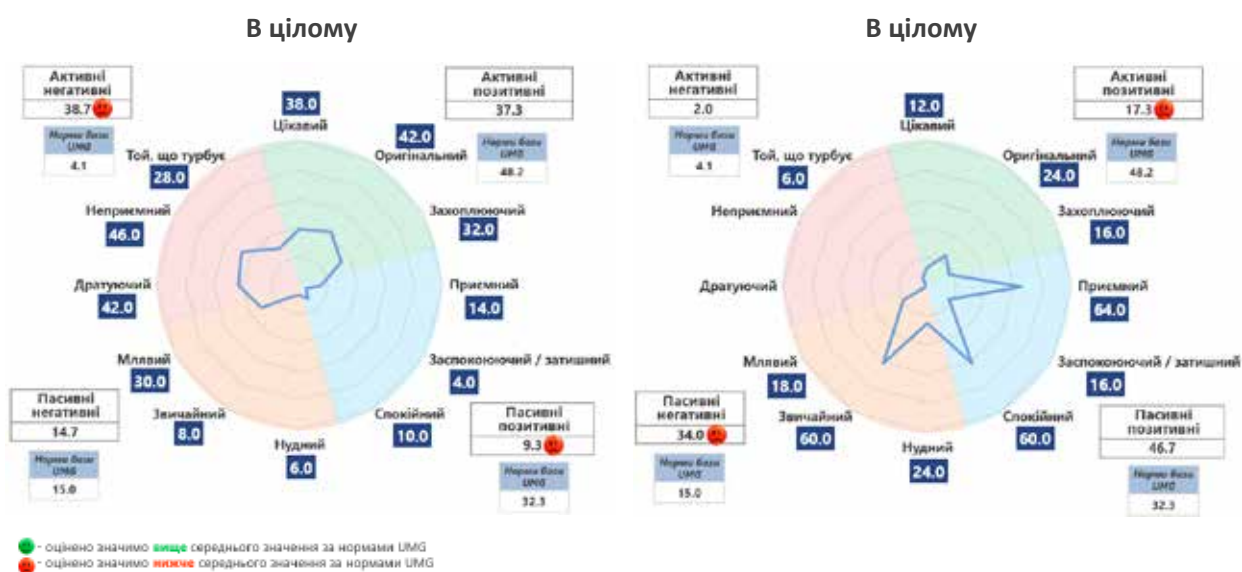 В цілому
Активні
негативні
38.7
Норми бази
UMG
4.1
Активні
позитивні
37.3
Норми бази
UMG
48.2
38.0
Цікавий
42.0
Оригінальний
Захоплюючий
32.0
Приємний
14.0
Заспокоюючий / затишний
4.0
Спокійний
10.0
Нудний
6.0
Звичайний
8.0
Млявий
30.0
Дратуючий
42.0
Неприємний
46.0
Той, що турбує
28.0
Пасивні
негативні
14.7
Норми бази
UMG
15.0
Пасивні
позитивні
9.3
Норми бази
UMG
32.3
В цілому
Активні
негативні
2.0
Норми бази
UMG
4.1
Активні
позитивні
17.3
Норми бази
UMG
48.2
12.0
Цікавий
Оригінальний
24.0
Захоплюючий
16.0
Приємний
64.0
Заспокоюючий / затишний
16.0
Спокійний
60.0
Нудний
24.0
Звичайний
60.0
Млявий
18.0
Дратуючий
Неприємний
Той, що турбує
6.0
Пасивні
негативні
34.0
Норми бази
UMG
15.0
Пасивні
позитивні
46.7
Норми бази
UMG
32.3
- оцінено значимо вище середнього значення за нормами UMG
- оцінено значимо нижче середнього значення за нормами UMG